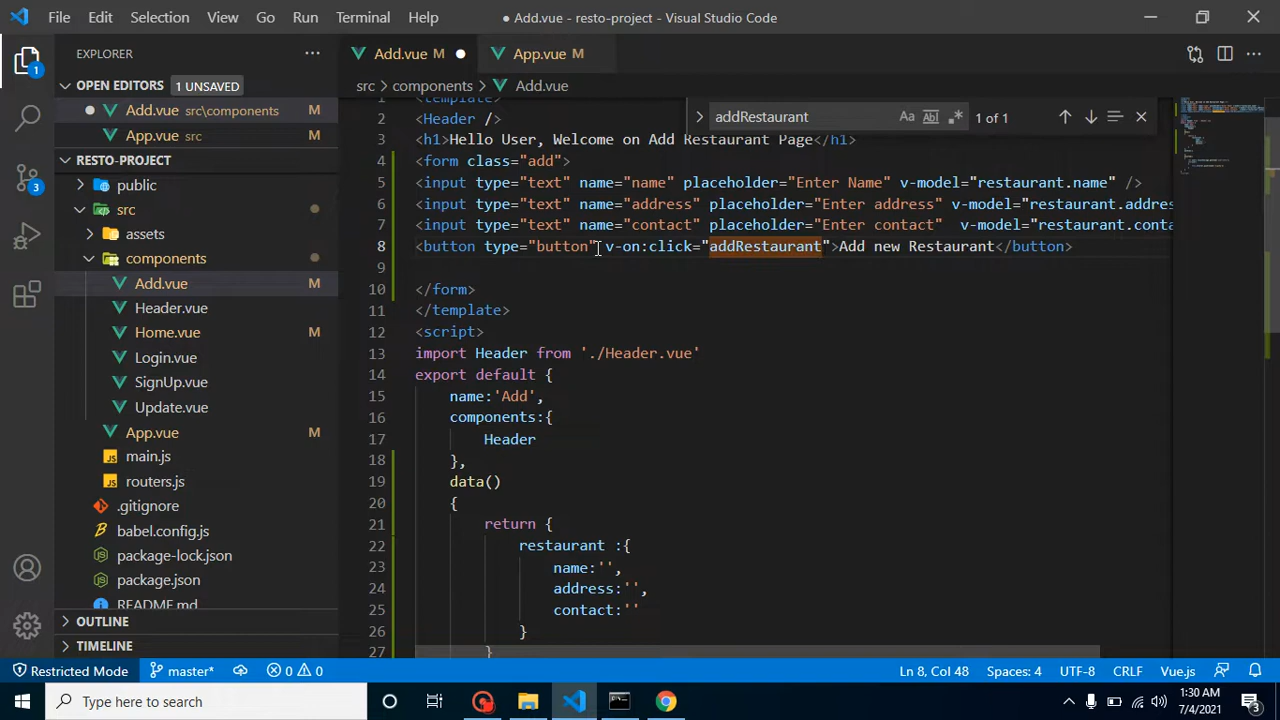 File Edit Selection View Go Run Terminal Help
Add.vue - resto-project - Visual Studio Code
EXPLORER
OPEN EDITORS 1 UNSAVED
Add.vue src\components M
App.vue src M
RESTO-PROJECT
public
src
assets
components
Add.vue M
Header.vue
Home.vue M
Login.vue
SignUp.vue
Update.vue
App.vue M
main.js
routers.js
.gitignore
babel.config.js
package-lock.json
package.json
README.md
OUTLINE
TIMELINE
1
3
Add.vue M
App.vue M
src > components > Add.vue
addRestaurant Aa Abl .* 1 of 1
1 <template>
2 <Header />
3 <h1>Hello User, Welcome on Add Restaurant Page</h1>
4 <form class="add">
5 <input type="text" name="name" placeholder="Enter Name" v-model="restaurant.name" />
6 <input type="text" name="address" placeholder="Enter address" v-model="restaurant.addres
7 <input type="text" name="contact" placeholder="Enter contact" v-model="restaurant.conta
8 <button type="button" v-on:click="addRestaurant">Add new Restaurant</button>
9
10 </form>
11 </template>
12 <script>
13 import Header from './Header.vue'
14 export default {
15 name:'Add',
16 components:{
17 Header
18 },
19 data()
20 {
21 return {
22 restaurant :{
23 name:'',
24 address:'',
25 contact:''
26 }
27 }
Restricted Mode master* 0 0 Ln 8, Col 48 Spaces: 4 UTF-8 CRLF Vue.js
Type here to search
1:30 AM
7/4/2021
3